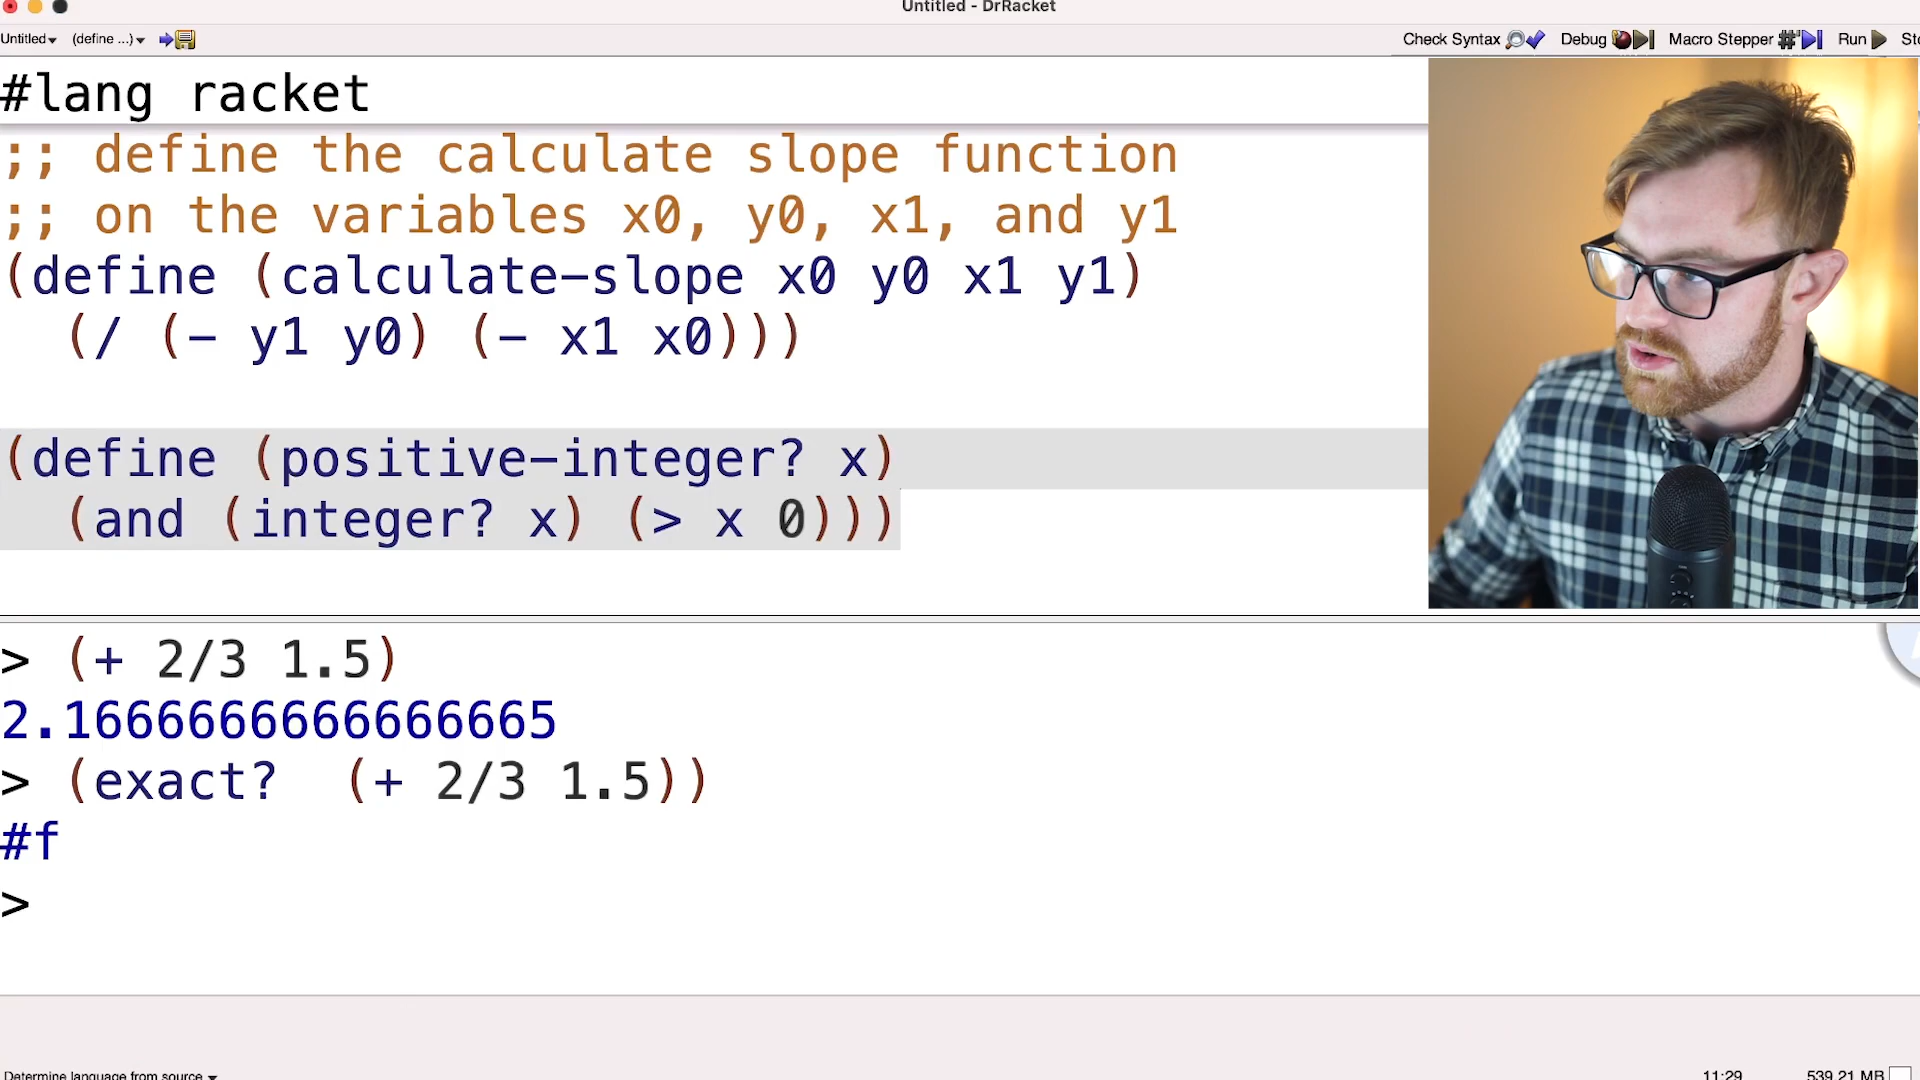 Untitled - DrRacket
Untitled (define ...) Check Syntax Debug Macro Stepper Run
#lang racket
;; define the calculate slope function
;; on the variables x0, y0, x1, and y1
(define (calculate-slope x0 y0 x1 y1)
(/ (- y1 y0) (- x1 x0)))
(define (positive-integer? x)
(and (integer? x) (> x 0)))
> (+ 2/3 1.5)
2.1666666666666665
> (exact? (+ 2/3 1.5))
#f
>
Determine language from source 11:29 539.21 MB